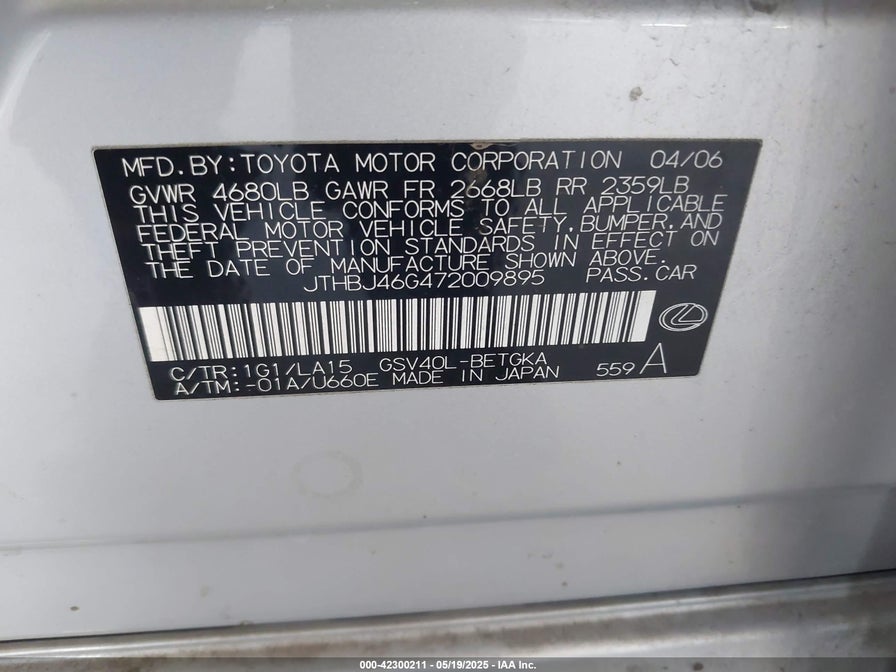 MFD.BY:TOYOTA MOTOR CORPORATION 04/06
GVWR 4680LB GAWR FR 2668LB RR 2359LB
THIS VEHICLE CONFORMS TO ALL APPLICABLE
FEDERAL MOTOR VEHICLE SAFETY,BUMPER,AND
THEFT PREVENTION STANDARDS IN EFFECT ON
THE DATE OF MANUFACTURE SHOWN ABOVE.
JTHBJ46G472009895 PASS.CAR
C/TR:1G1/LA15 GSV40L-BETGKA
A/TM:-01A/U660E MADE IN JAPAN 559 A
000-42300211 - 05/19/2025 - IAA Inc.